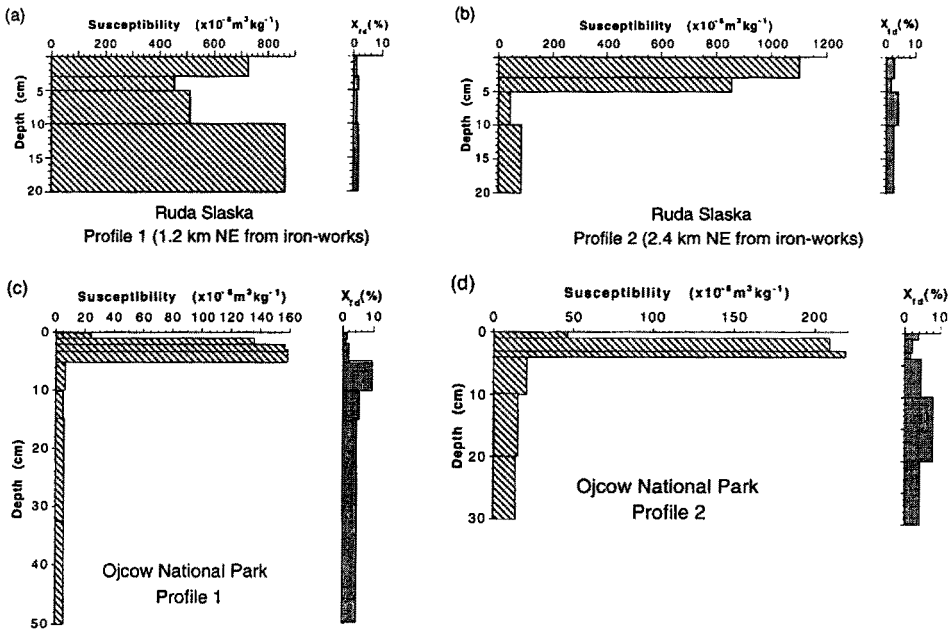 (a)
Susceptibility (x10⁻⁸m³kg⁻¹)
0 200 400 600 800
Depth (cm)
0
5
10
15
20
X_fd (%)
0 10
Ruda Slaska
Profile 1 (1.2 km NE from iron-works)
(b)
Susceptibility (x10⁻⁸m³kg⁻¹)
0 200 400 600 800 1000 1200
Depth (cm)
0
5
10
15
20
X_fd (%)
0 10
Ruda Slaska
Profile 2 (2.4 km NE from iron-works)
(c)
Susceptibility (x10⁻⁸m³kg⁻¹)
0 20 40 60 80 100 120 140 160
Depth (cm)
0
10
20
30
40
50
X_fd (%)
0 10
Ojcow National Park
Profile 1
(d)
Susceptibility (x10⁻⁸m³kg⁻¹)
0 50 100 150 200
Depth (cm)
0
10
20
30
X_fd (%)
0 10
Ojcow National Park
Profile 2